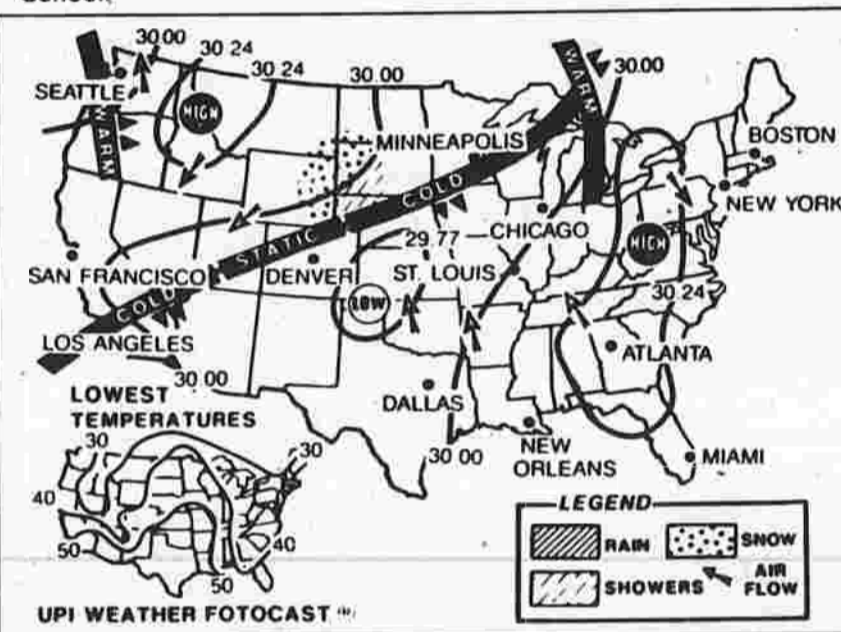 30.00
30 24
30 24
30.00
30.00
SEATTLE
WARM
HIGH
WARM
MINNEAPOLIS
BOSTON
COLD
NEW YORK
CHICAGO
29.77
STATIC
HIGH
SAN FRANCISCO
DENVER
ST. LOUIS
COLD
LOW
30 24
LOS ANGELES
ATLANTA
30 00
LOWEST
TEMPERATURES
DALLAS
30
30
30 00
NEW
ORLEANS
MIAMI
40
50
40
50
LEGEND
RAIN
SNOW
SHOWERS
AIR
FLOW
UPI WEATHER FOTOCAST